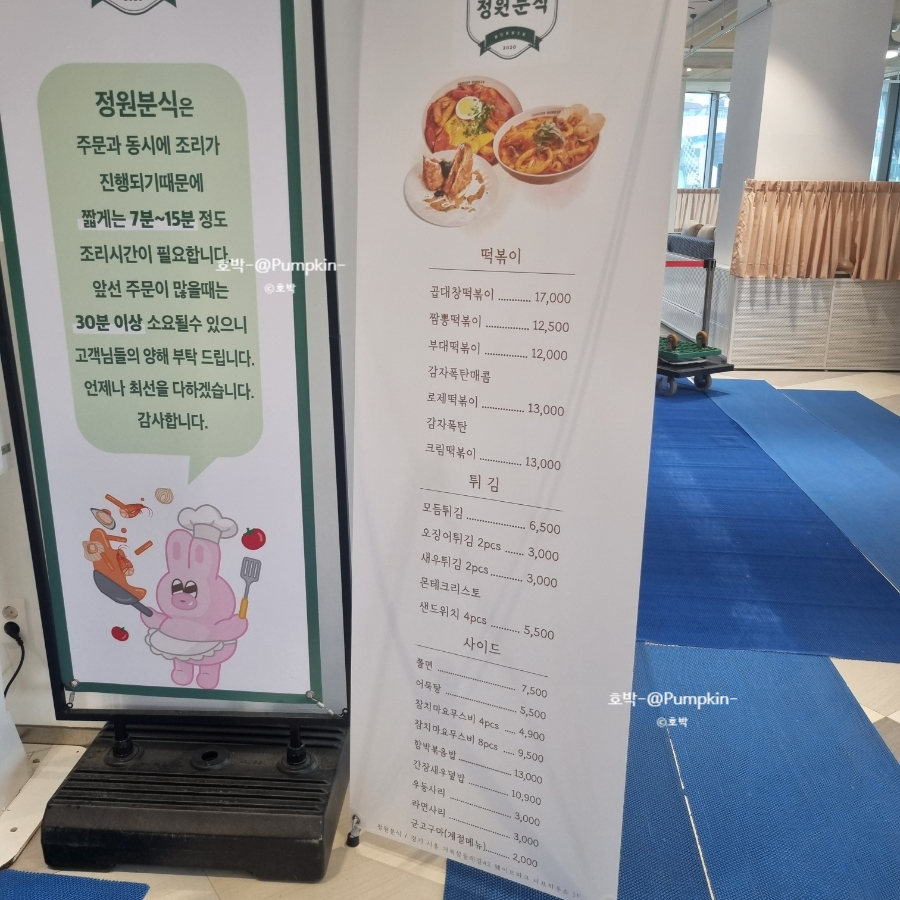 정원분식은
주문과 동시에 조리가
진행되기때문에
짧게는 7분~15분 정도
조리시간이 필요합니다.
앞선 주문이 많을때는
30분 이상 소요될수 있으니
고객님들의 양해 부탁 드립니다.
언제나 최선을 다하겠습니다.
감사합니다.
정원분식
2020
떡볶이
곱대창떡볶이 .......... 17,000
짬뽕떡볶이 .............. 12,500
부대떡볶이 .............. 12,000
감자폭탄매콤
로제떡볶이 .............. 13,000
감자폭탄
크림떡볶이 .............. 13,000
튀 김
모듬튀김 .................. 6,500
오징어튀김 2pcs ...... 3,000
새우튀김 2pcs ......... 3,000
몬테크리스토
샌드위치 4pcs .......... 5,500
사이드
쫄면 ........................ 7,500
어묵탕 ..................... 5,500
참치마요무스비 4pcs .... 4,900
참치마요무스비 8pcs .... 9,500
함박볶음밥 ................ 13,000
간장새우덮밥 ............. 10,900
우동사리 ................... 3,000
라면사리 ................... 3,000
군고구마(계절메뉴) ........ 2,000
정원분식 / 경기 시흥
호박-@Pumpkin-
©호박
호박-@Pumpkin-
©호박